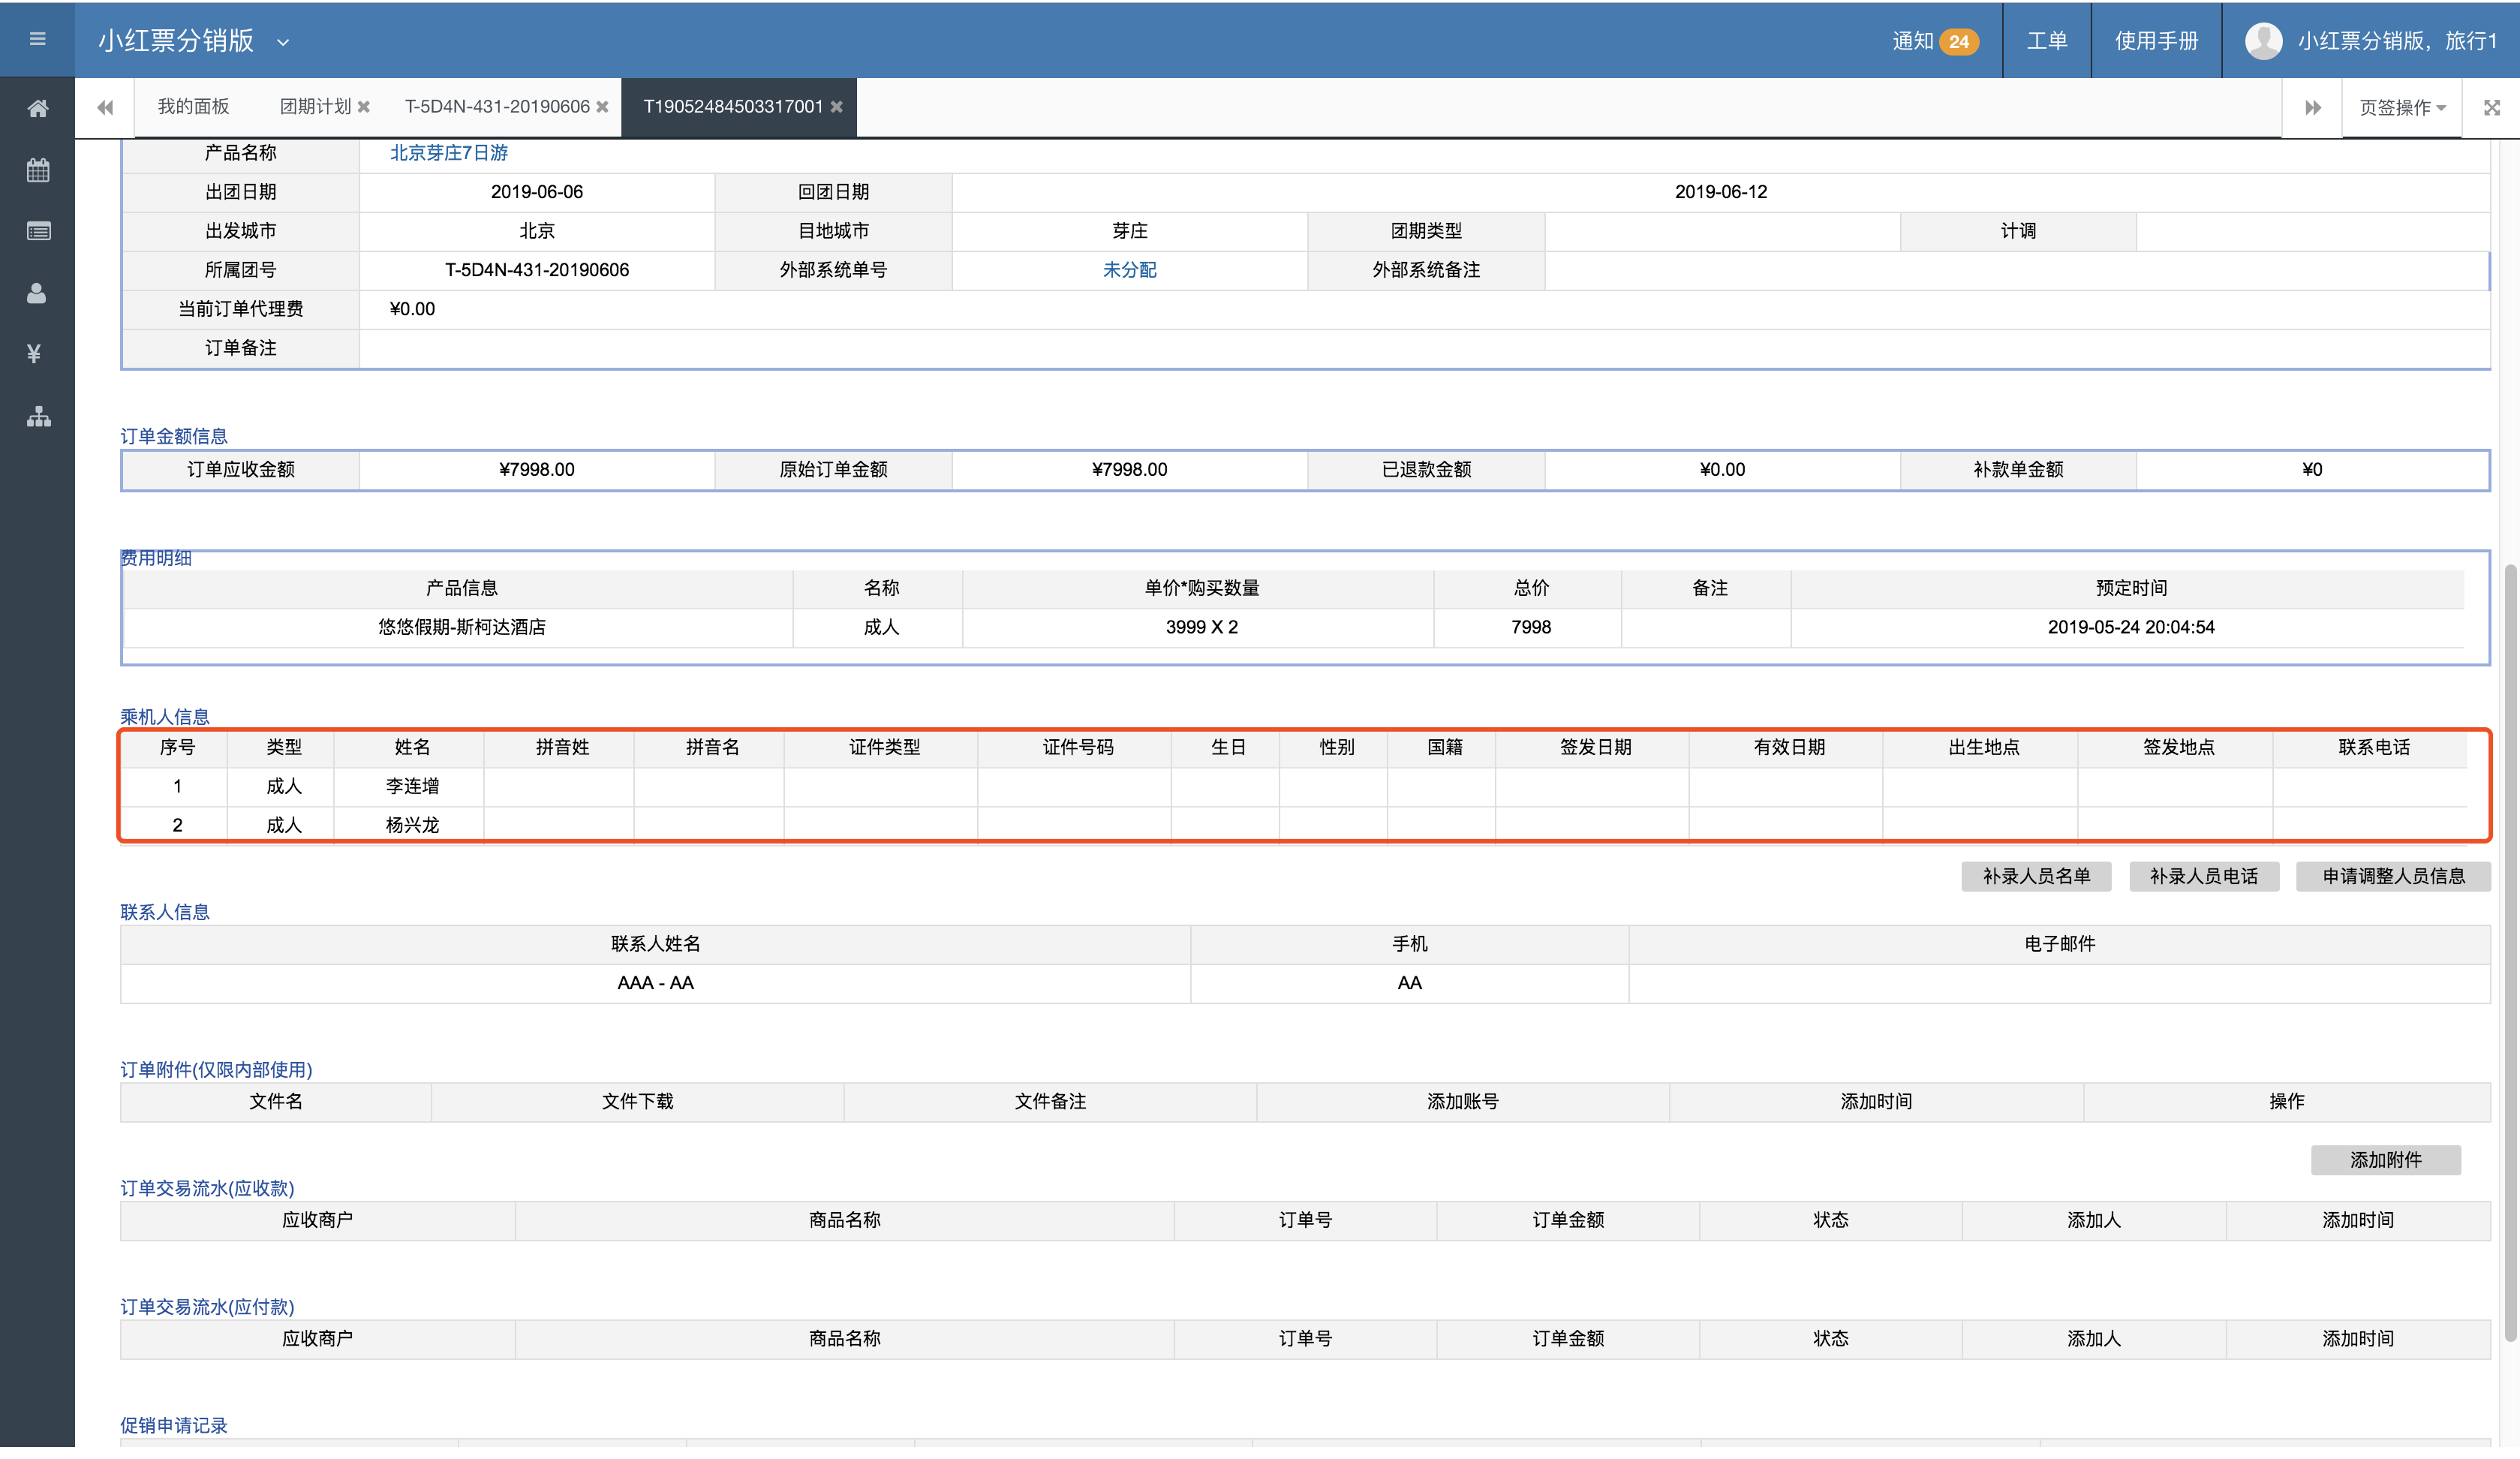 小红票分销版
通知 24 工单 使用手册 小红票分销版，旅行1
我的面板 团期计划 T-5D4N-431-20190606 T19052484503317001 页签操作
产品名称 北京芽庄7日游
出团日期 2019-06-06 回团日期 2019-06-12
出发城市 北京 目地城市 芽庄 团期类型 计调
所属团号 T-5D4N-431-20190606 外部系统单号 未分配 外部系统备注
当前订单代理费 ¥0.00
订单备注
订单金额信息
订单应收金额 ¥7998.00 原始订单金额 ¥7998.00 已退款金额 ¥0.00 补款单金额 ¥0
费用明细
产品信息 名称 单价*购买数量 总价 备注 预定时间
悠悠假期-斯柯达酒店 成人 3999 X 2 7998 2019-05-24 20:04:54
乘机人信息
序号 类型 姓名 拼音姓 拼音名 证件类型 证件号码 生日 性别 国籍 签发日期 有效日期 出生地点 签发地点 联系电话
1 成人 李连增
2 成人 杨兴龙
补录人员名单 补录人员电话 申请调整人员信息
联系人信息
联系人姓名 手机 电子邮件
AAA - AA AA
订单附件(仅限内部使用)
文件名 文件下载 文件备注 添加账号 添加时间 操作
添加附件
订单交易流水(应收款)
应收商户 商品名称 订单号 订单金额 状态 添加人 添加时间
订单交易流水(应付款)
应收商户 商品名称 订单号 订单金额 状态 添加人 添加时间
促销申请记录